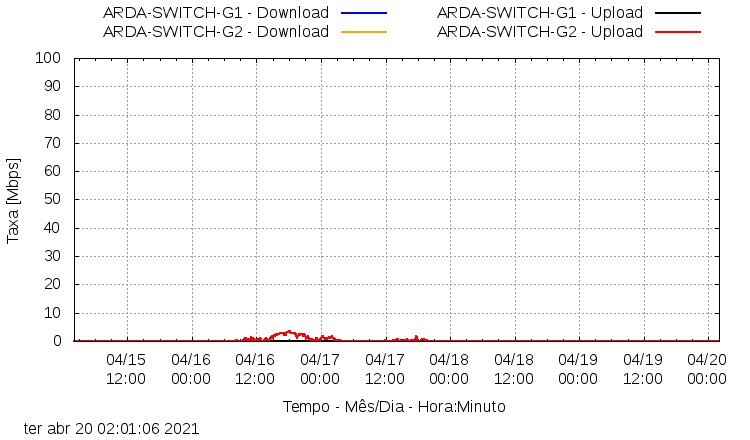 ARDA-SWITCH-G1 - Download ARDA-SWITCH-G1 - Upload
ARDA-SWITCH-G2 - Download ARDA-SWITCH-G2 - Upload
100
90
80
70
60
50
40
30
20
10
0
Taxa [Mbps]
04/15 04/16 04/16 04/17 04/17 04/18 04/18 04/19 04/19 04/20
12:00 00:00 12:00 00:00 12:00 00:00 12:00 00:00 12:00 00:00
Tempo - Mês/Dia - Hora:Minuto
ter abr 20 02:01:06 2021